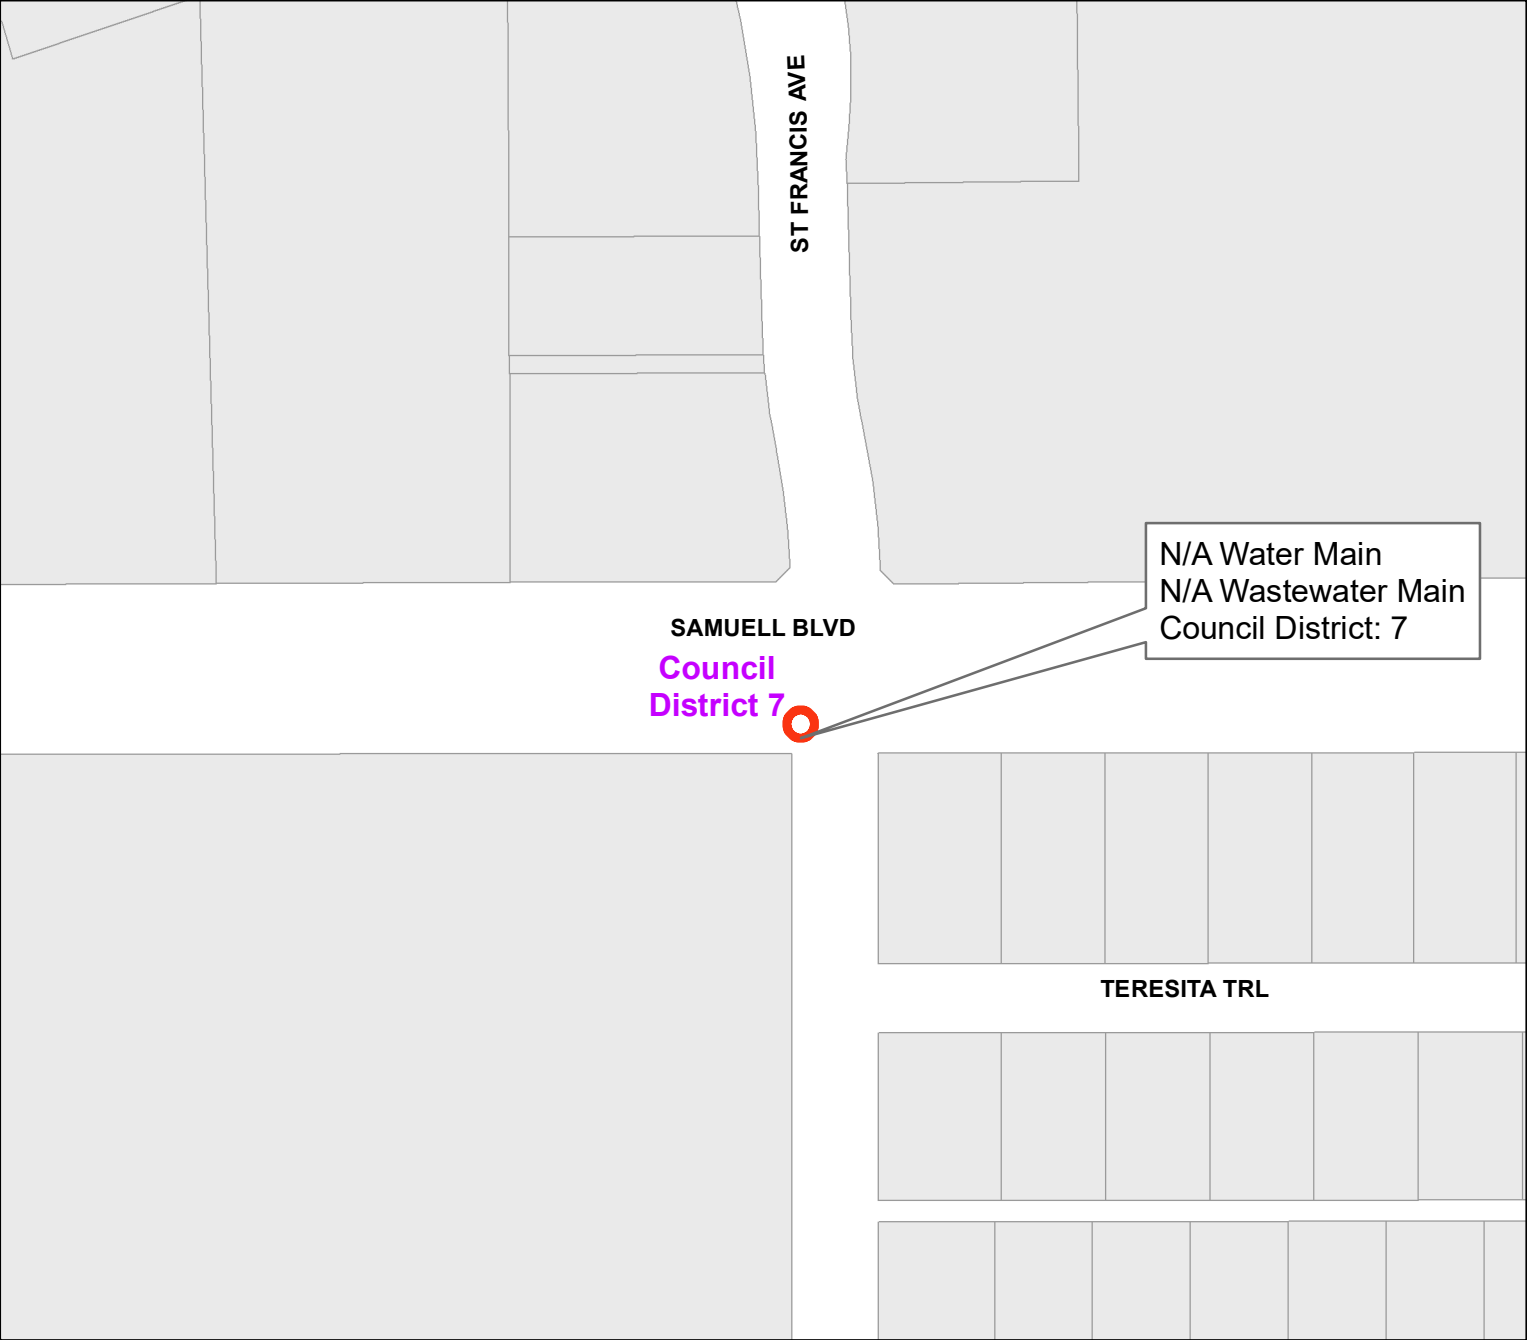 ST FRANCIS AVE
N/A Water Main
N/A Wastewater Main
Council District: 7
SAMUELL BLVD
Council
District 7
TERESITA TRL